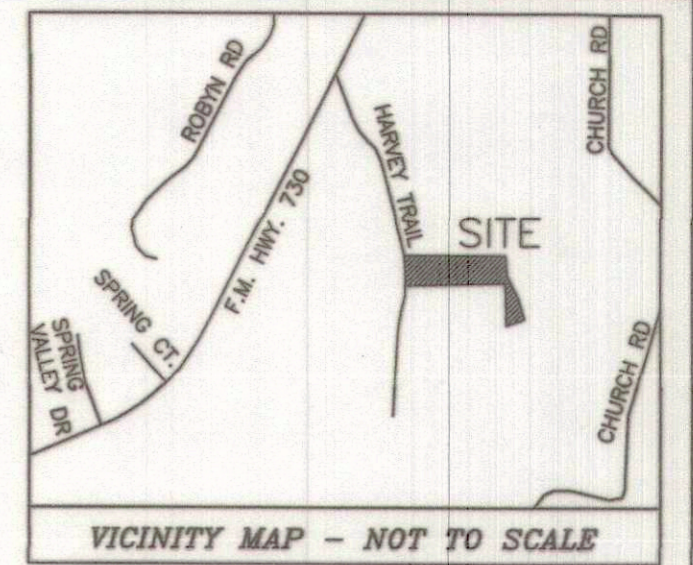 ROBYN RD
CHURCH RD
HARVEY TRAIL
F.M. HWY. 730
SITE
SPRING CT.
SPRING
VALLEY DR
CHURCH RD
VICINITY MAP - NOT TO SCALE